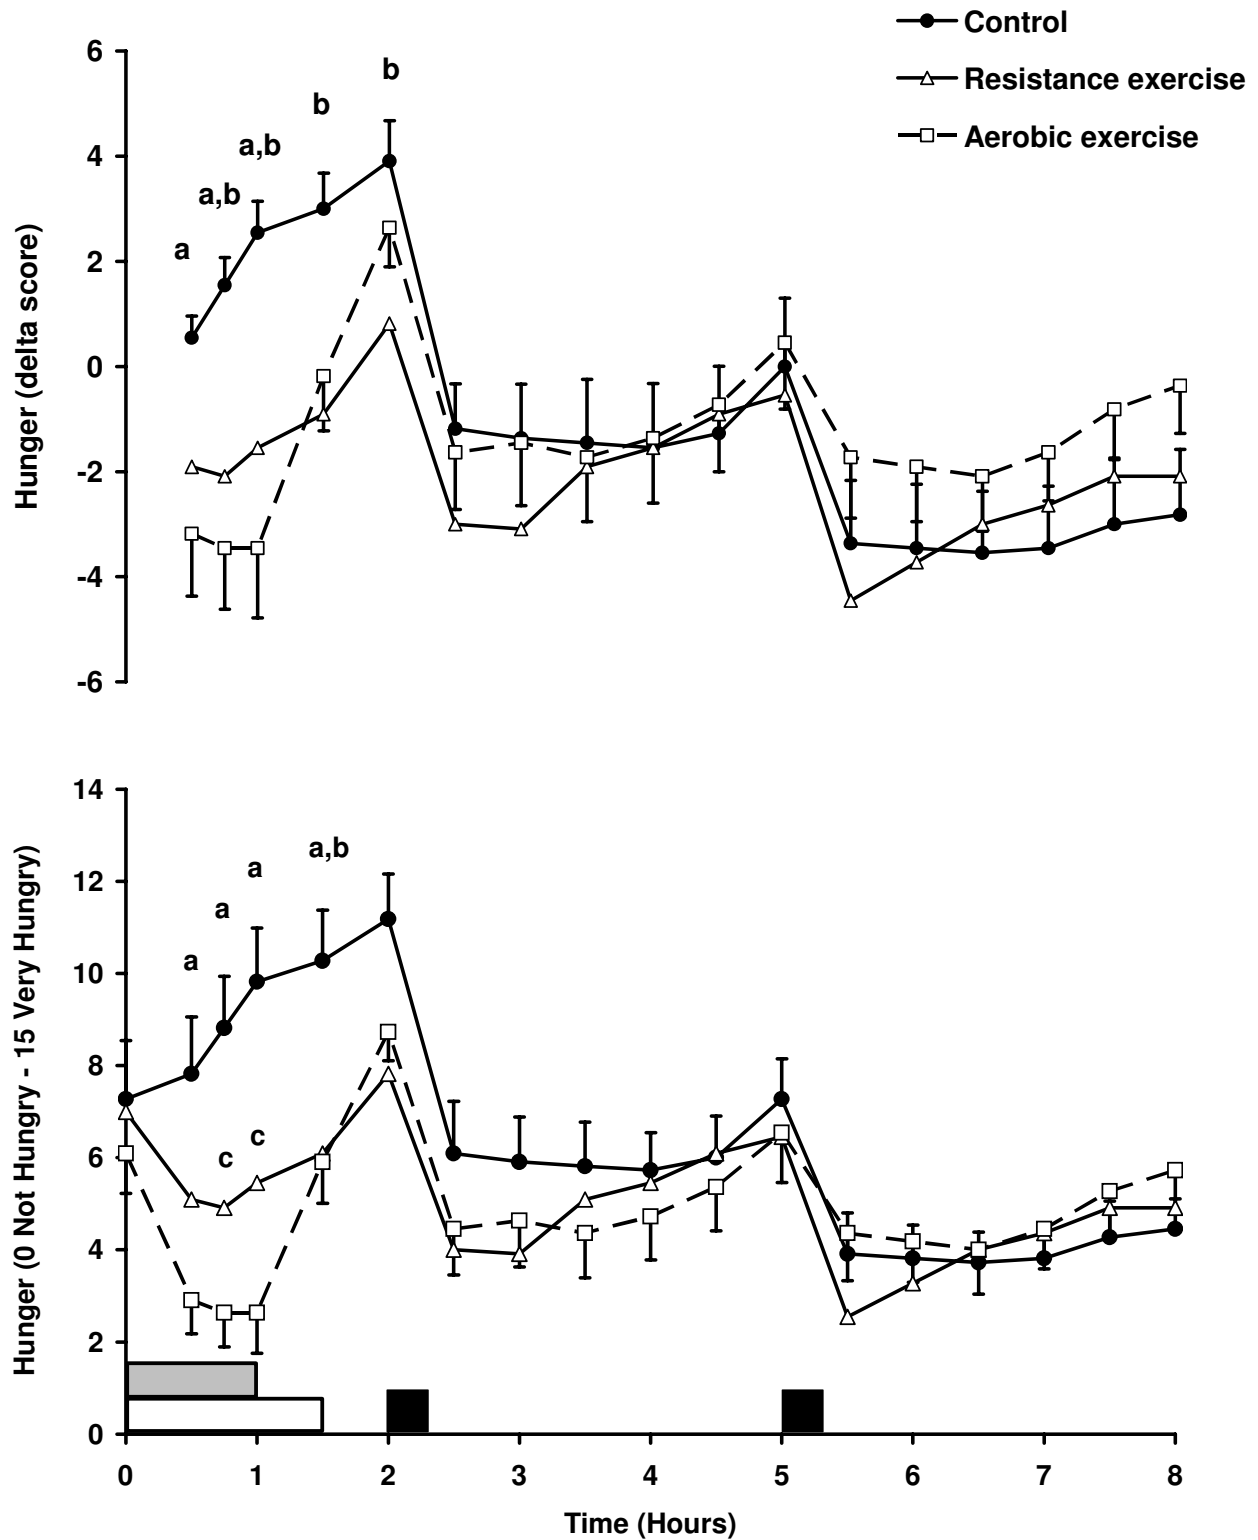 Control
Resistance exercise
Aerobic exercise
Hunger (delta score)
6
4
2
0
-2
-4
-6
a
a,b
a,b
b
b
Hunger (0 Not Hungry - 15 Very Hungry)
14
12
10
8
6
4
2
0
a
a
a
a,b
c
c
0 1 2 3 4 5 6 7 8
Time (Hours)